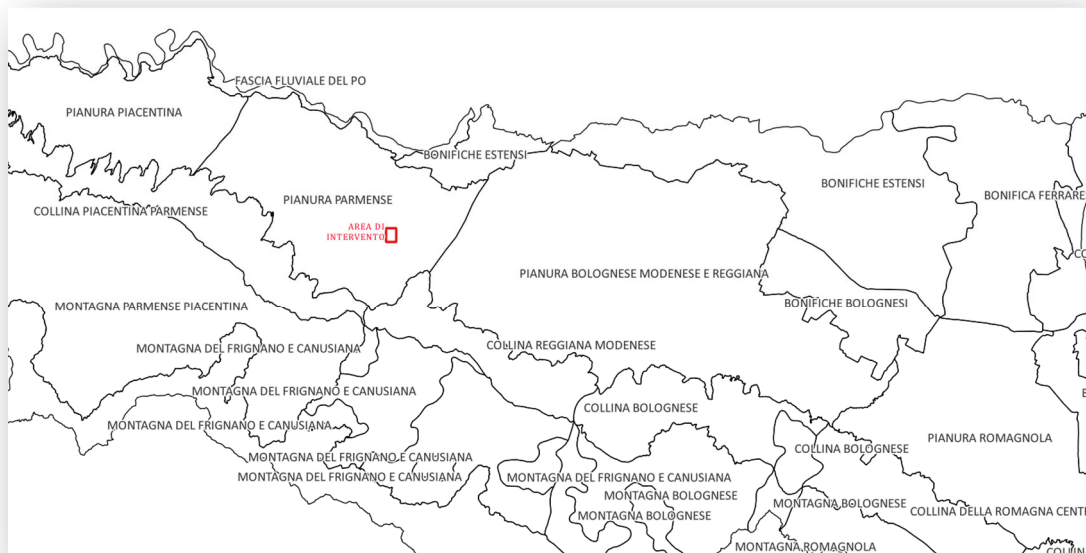 FASCIA FLUVIALE DEL PO
PIANURA PIACENTINA
BONIFICHE ESTENSI
BONIFICHE ESTENSI
BONIFICA FERRARES
PIANURA PARMENSE
COLLINA PIACENTINA PARMENSE
AREA DI
INTERVENTO
CO
PIANURA BOLOGNESE MODENESE E REGGIANA
BONIFICHE BOLOGNESI
MONTAGNA PARMENSE PIACENTINA
COLLINA REGGIANA MODENESE
MONTAGNA DEL FRIGNANO E CANUSIANA
MONTAGNA DEL FRIGNANO E CANUSIANA
COLLINA BOLOGNESE
MONTAGNA DEL FRIGNANO E CANUSIANA
PIANURA ROMAGNOLA
COLLINA BOLOGNESE
MONTAGNA DEL FRIGNANO E CANUSIANA
MONTAGNA DEL FRIGNANO E CANUSIANA
MONTAGNA DEL FRIGNANO E CANUSIANA
MONTAGNA BOLOGNESE
MONTAGNA BOLOGNESE
MONTAGNA BOLOGNESE
COLLINA DELLA ROMAGNA CENT
MONTAGNA ROMAGNOLA